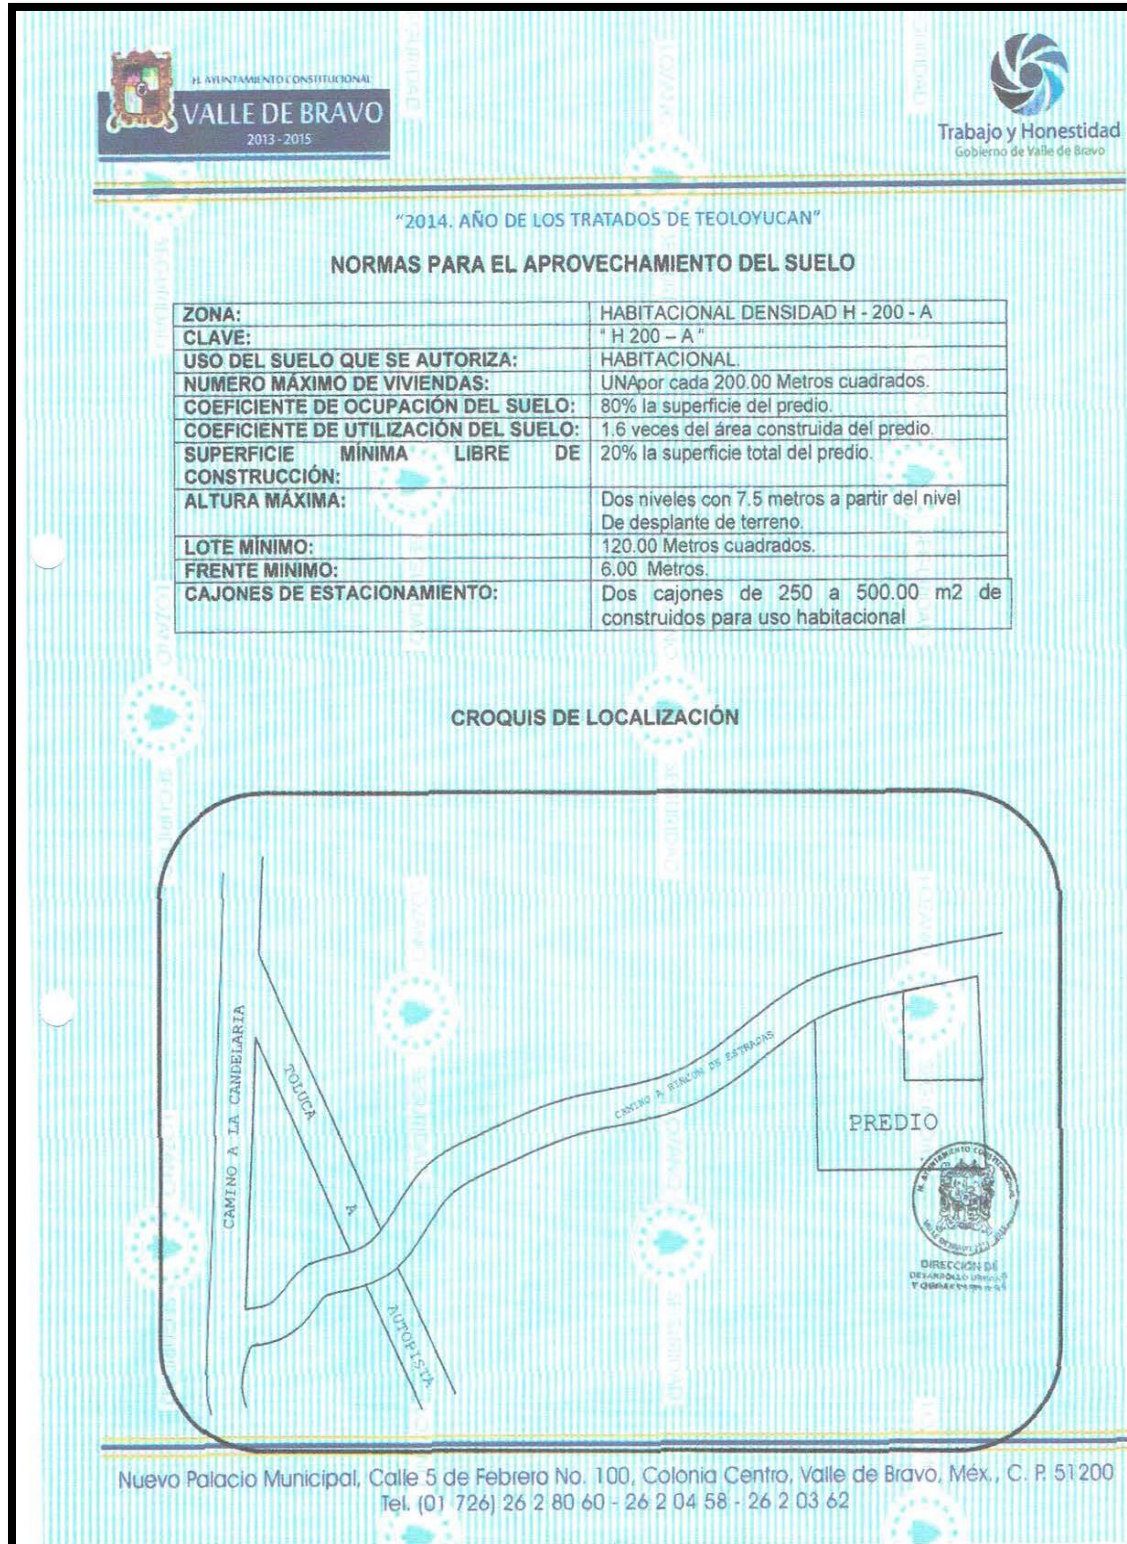 H. AYUNTAMIENTO CONSTITUCIONAL
VALLE DE BRAVO
2013-2015
Trabajo y Honestidad
Gobierno de Valle de Bravo
"2014. AÑO DE LOS TRATADOS DE TEOLOYUCAN"
NORMAS PARA EL APROVECHAMIENTO DEL SUELO
ZONA: HABITACIONAL DENSIDAD H - 200 - A
CLAVE: " H 200 – A "
USO DEL SUELO QUE SE AUTORIZA: HABITACIONAL.
NUMERO MÁXIMO DE VIVIENDAS: UNApor cada 200.00 Metros cuadrados.
COEFICIENTE DE OCUPACIÓN DEL SUELO: 80% la superficie del predio.
COEFICIENTE DE UTILIZACIÓN DEL SUELO: 1.6 veces del área construida del predio.
SUPERFICIE MÍNIMA LIBRE DE 20% la superficie total del predio.
CONSTRUCCIÓN:
ALTURA MÁXIMA: Dos niveles con 7.5 metros a partir del nivel
De desplante de terreno.
LOTE MÍNIMO: 120.00 Metros cuadrados.
FRENTE MINIMO: 6.00 Metros.
CAJONES DE ESTACIONAMIENTO: Dos cajones de 250 a 500.00 m2 de
construidos para uso habitacional
CROQUIS DE LOCALIZACIÓN
CAMINO A LA CANDELARIA
TOLUCA
A
AUTOPISTA
CAMINO A RINCON DE ESTRADAS
PREDIO
H. AYUNTAMIENTO CONSTITUCIONAL
VALLE DE BRAVO
DIRECCIÓN DE
DESARROLLO URBANO
Nuevo Palacio Municipal, Calle 5 de Febrero No. 100, Colonia Centro, Valle de Bravo, Méx., C. P. 51200
Tel. (01 726) 26 2 80 60 - 26 2 04 58 - 26 2 03 62